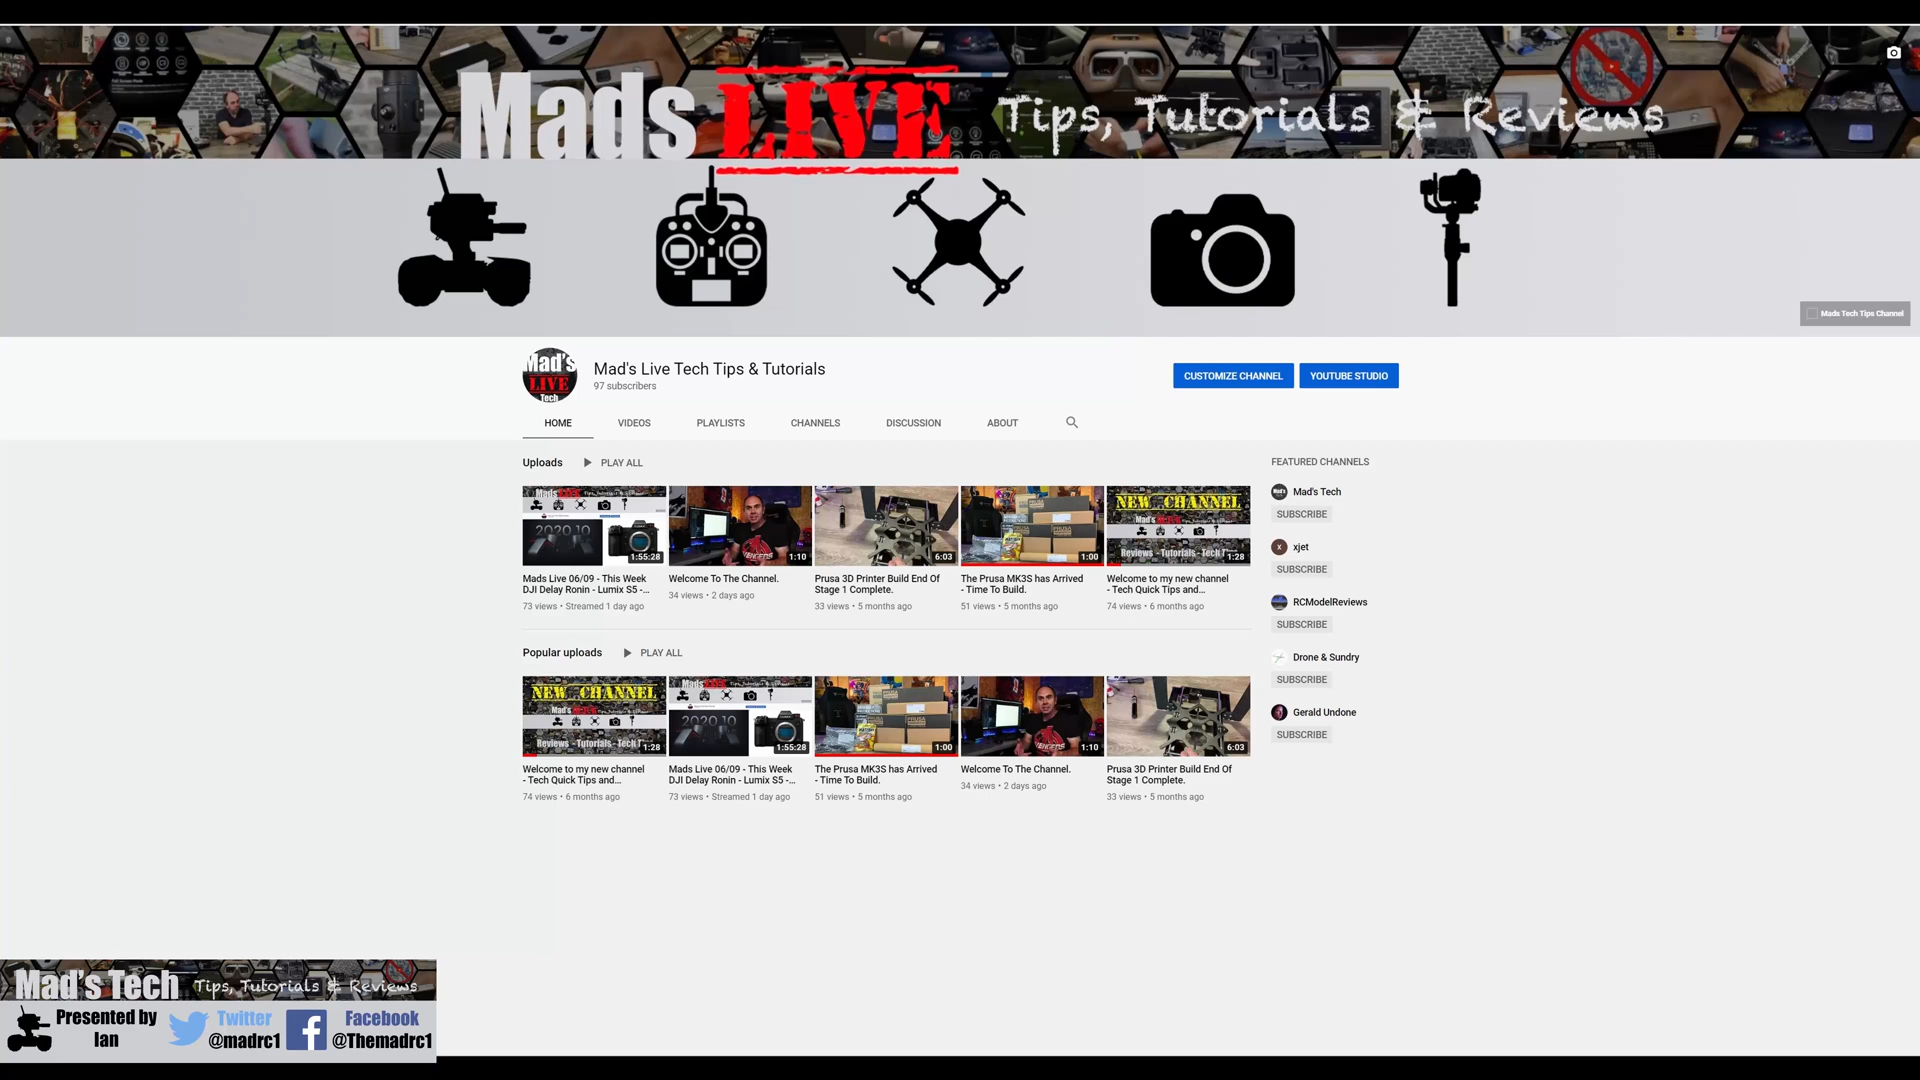 Mads LIVE Tips, Tutorials & Reviews
Mads Tech Tips Channel
Mad's
LIVE
Tech
Mad's Live Tech Tips & Tutorials
97 subscribers
CUSTOMIZE CHANNEL
YOUTUBE STUDIO
HOME VIDEOS PLAYLISTS CHANNELS DISCUSSION ABOUT
Uploads PLAY ALL
2020 10
1:55:28
1:10
6:03
1:00
NEW CHANNEL
Reviews - Tutorials - Tech T
1:28
Mads Live 06/09 - This Week
DJI Delay Ronin - Lumix S5 -...
73 views • Streamed 1 day ago
Welcome To The Channel.
34 views • 2 days ago
Prusa 3D Printer Build End Of
Stage 1 Complete.
33 views • 5 months ago
The Prusa MK3S has Arrived
- Time To Build.
51 views • 5 months ago
Welcome to my new channel
- Tech Quick Tips and...
74 views • 6 months ago
Popular uploads PLAY ALL
NEW CHANNEL
Reviews - Tutorials - Tech T
1:28
2020 10
1:55:28
1:00
1:10
6:03
Welcome to my new channel
- Tech Quick Tips and...
74 views • 6 months ago
Mads Live 06/09 - This Week
DJI Delay Ronin - Lumix S5 -...
73 views • Streamed 1 day ago
The Prusa MK3S has Arrived
- Time To Build.
51 views • 5 months ago
Welcome To The Channel.
34 views • 2 days ago
Prusa 3D Printer Build End Of
Stage 1 Complete.
33 views • 5 months ago
FEATURED CHANNELS
Mad's Tech
SUBSCRIBE
x xjet
SUBSCRIBE
RCModelReviews
SUBSCRIBE
Drone & Sundry
SUBSCRIBE
Gerald Undone
SUBSCRIBE
Mad's Tech Tips, Tutorials & Reviews
Presented by
Ian
Twitter
@madrc1
Facebook
@Themadrc1